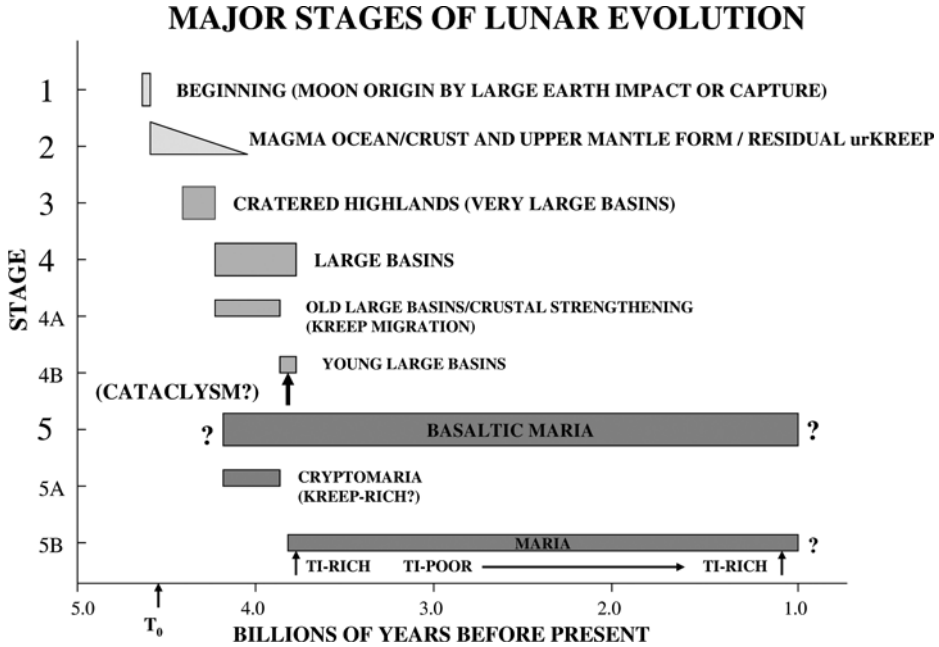 MAJOR STAGES OF LUNAR EVOLUTION
STAGE
1
BEGINNING (MOON ORIGIN BY LARGE EARTH IMPACT OR CAPTURE)
2
MAGMA OCEAN/CRUST AND UPPER MANTLE FORM / RESIDUAL urKREEP
3
CRATERED HIGHLANDS (VERY LARGE BASINS)
4
LARGE BASINS
4A
OLD LARGE BASINS/CRUSTAL STRENGTHENING
(KREEP MIGRATION)
4B
YOUNG LARGE BASINS
(CATACLYSM?)
5
? BASALTIC MARIA ?
5A
CRYPTOMARIA
(KREEP-RICH?)
5B
MARIA ?
TI-RICH TI-POOR TI-RICH
5.0 4.0 3.0 2.0 1.0
T₀
BILLIONS OF YEARS BEFORE PRESENT